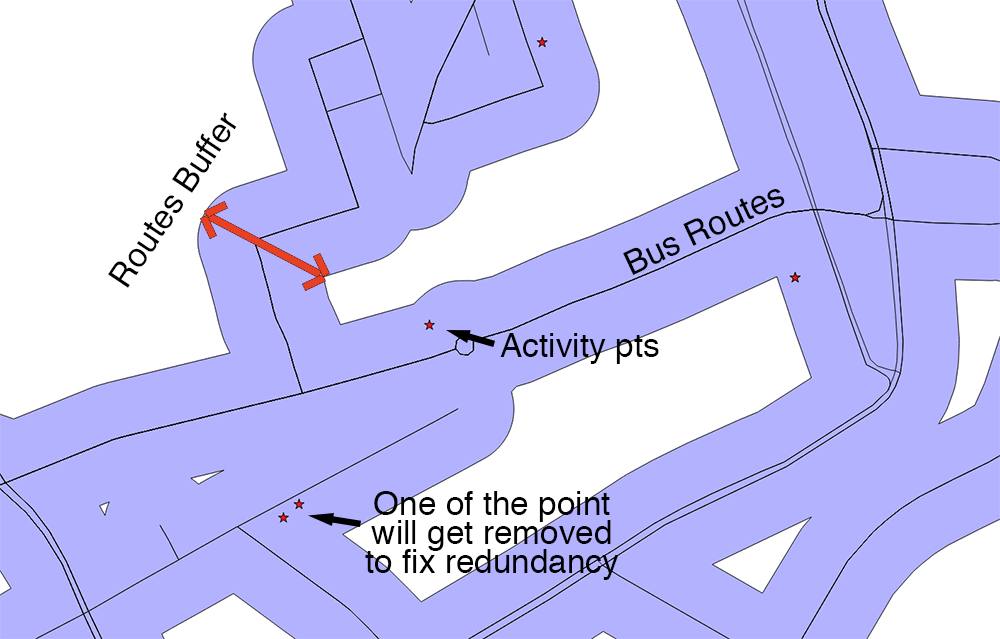 Routes Buffer
Bus Routes
Activity pts
One of the point
will get removed
to fix redundancy